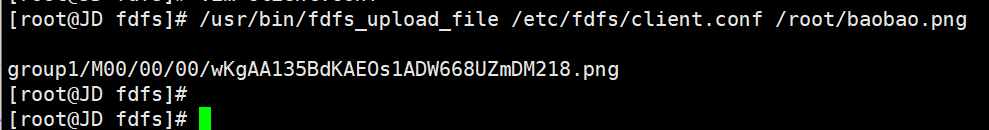 [root@JD fdfs]# /usr/bin/fdfs_upload_file /etc/fdfs/client.conf /root/baobao.png
group1/M00/00/00/wKgAA135BdKAEOs1ADW668UZmDM218.png
[root@JD fdfs]#
[root@JD fdfs]#